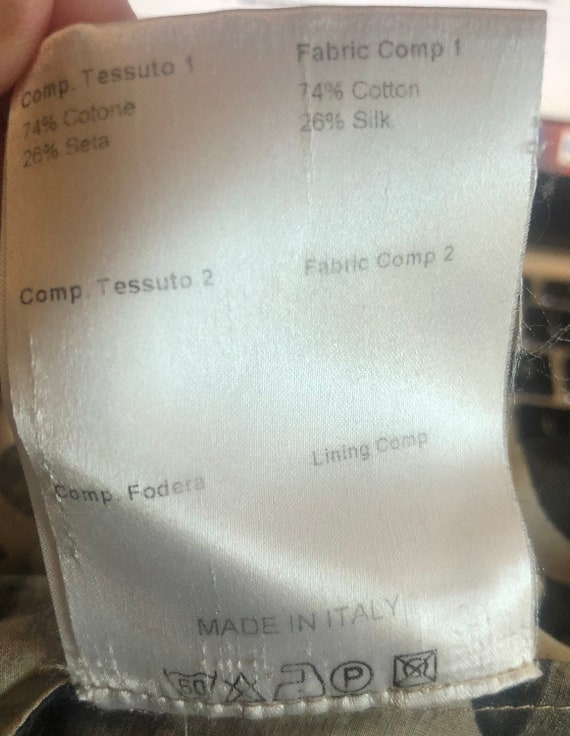 Comp. Tessuto 1
74% Cotone
26% Seta
Fabric Comp 1
74% Cotton
26% Silk
Comp. Tessuto 2
Fabric Comp 2
Comp. Fodera
Lining Comp
MADE IN ITALY
P